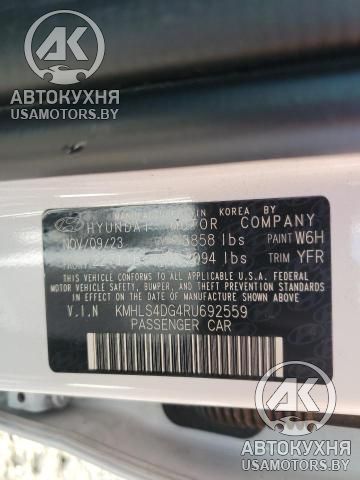 AK
АВТОКУХНЯ
USAMOTORS.BY
MANUFACTURED IN KOREA BY
HYUNDAI MOTOR COMPANY
NOV/09/23 3858 lbs PAINT W6H
094 lbs TRIM YFR
THIS VEHICLE CONFORMS TO ALL APPLICABLE U.S.A. FEDERAL
MOTOR VEHICLE SAFETY, BUMPER, AND THEFT PREVENTION
STANDARDS IN EFFECT ON THE DATE OF MANUFACTURE SHOWN ABOVE.
V.I.N KMHLS4DG4RU692559
PASSENGER CAR
AK
АВТОКУХНЯ
USAMOTORS.BY